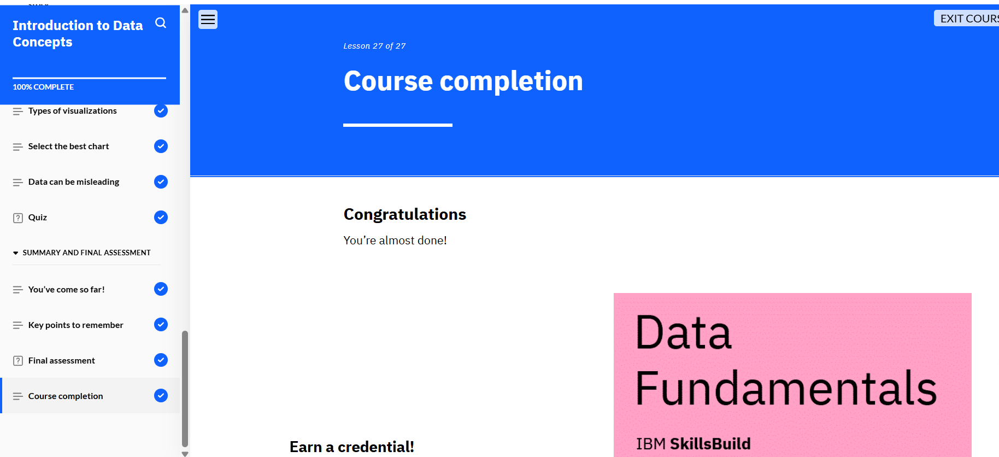 Introduction to Data
Concepts
100% COMPLETE
Types of visualizations
Select the best chart
Data can be misleading
Quiz
SUMMARY AND FINAL ASSESSMENT
You’ve come so far!
Key points to remember
Final assessment
Course completion
EXIT
Lesson 27 of 27
Course completion
Congratulations
You’re almost done!
Data
Fundamentals
IBM SkillsBuild
Earn a credential!